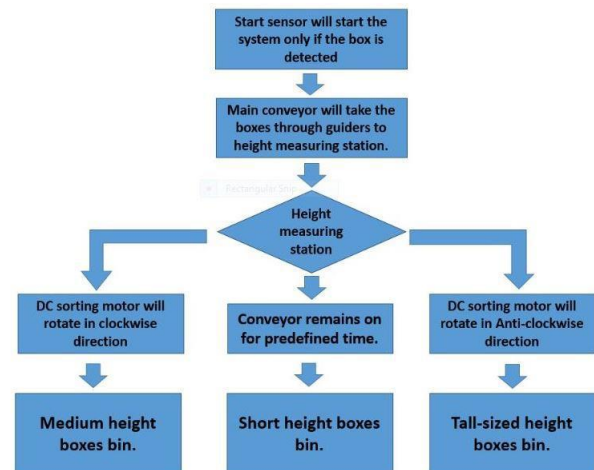 Start sensor will start the
system only if the box is
detected
Main conveyor will take the
boxes through guiders to
height measuring station.
Rectangular Snip
Height
measuring
station
DC sorting motor will
rotate in clockwise
direction
Conveyor remains on
for predefined time.
DC sorting motor will
rotate in Anti-clockwise
direction
Medium height
boxes bin.
Short height boxes
bin.
Tall-sized height
boxes bin.